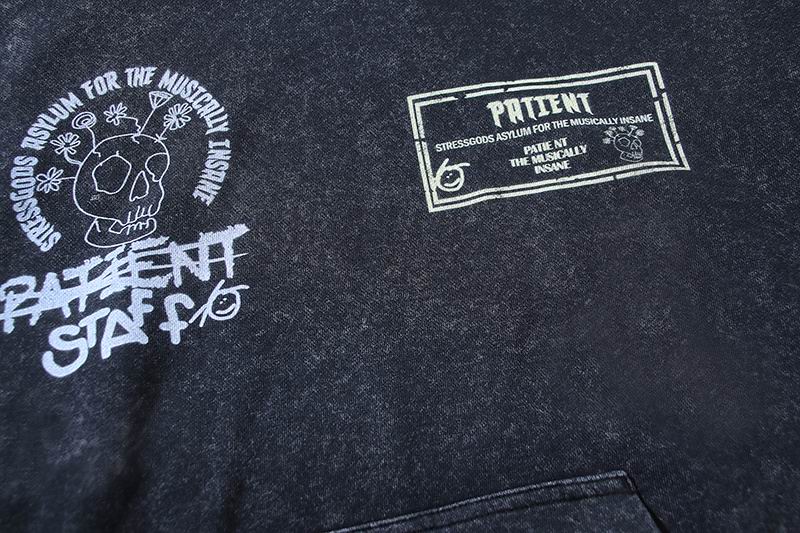 STRESSGODS ASYLUM FOR THE MUSICALLY INSANE
PATIENT
STAFF
PATIENT
STRESSGODS ASYLUM FOR THE MUSICALLY INSANE
PATIE NT
THE MUSICALLY
INSANE